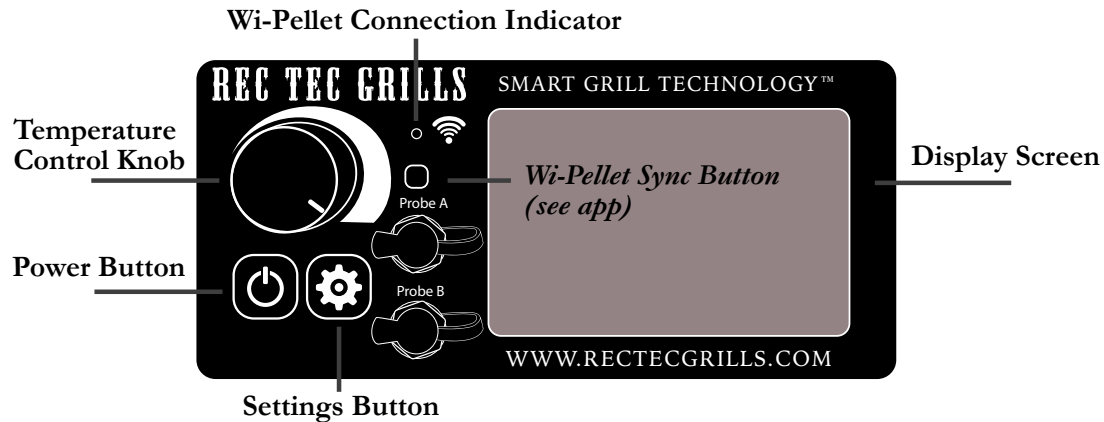 Wi-Pellet Connection Indicator
REC TEC GRILLS
SMART GRILL TECHNOLOGY™
Temperature
Control Knob
Display Screen
Wi-Pellet Sync Button
(see app)
Probe A
Power Button
Probe B
WWW.RECTECGRILLS.COM
Settings Button